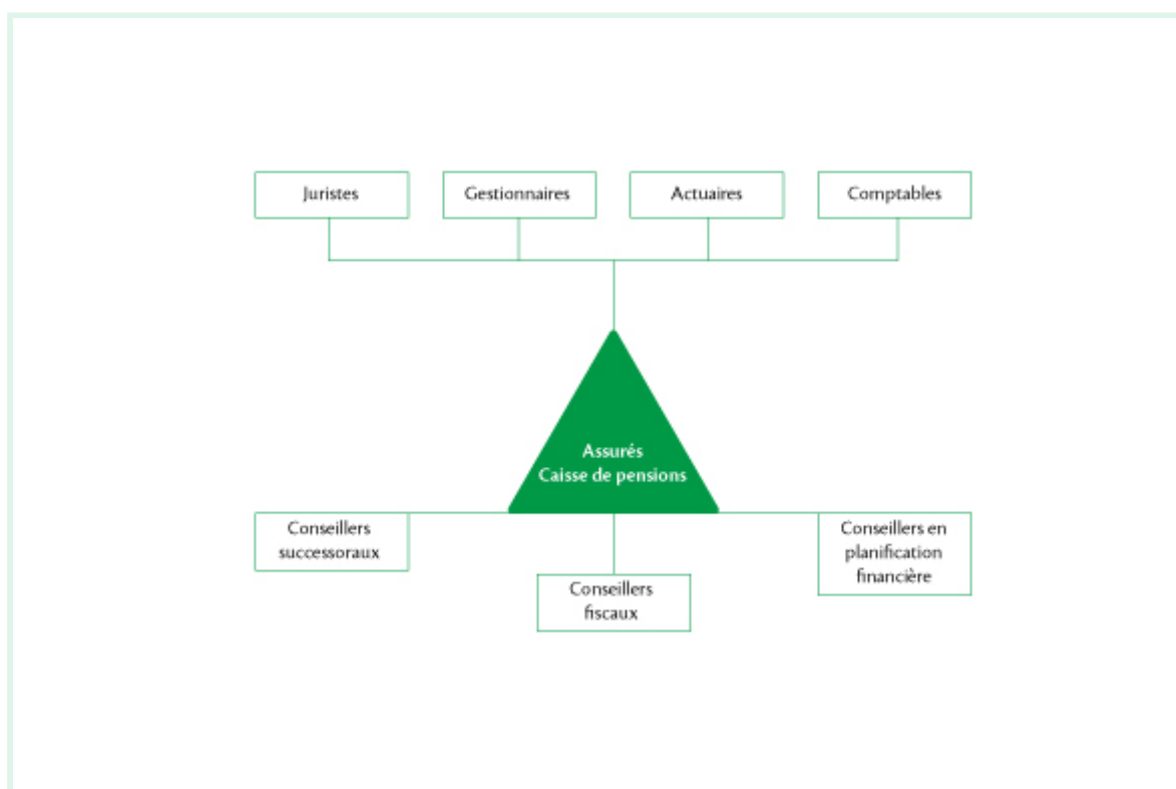 Juristes
Gestionnaires
Actuaires
Comptables
Assurés
Caisse de pensions
Conseillers
successoraux
Conseillers
fiscaux
Conseillers en
planification
financière